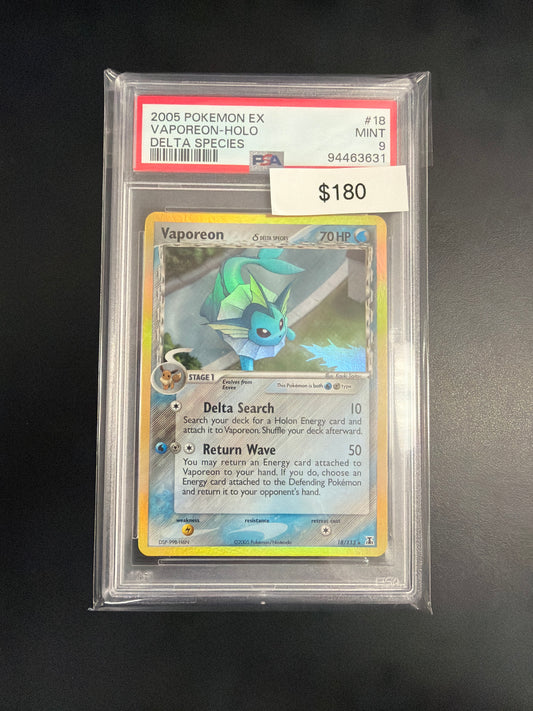 2005 POKEMON EX #18
VAPOREON-HOLO MINT
DELTA SPECIES 9
PSA 94463631
$180
Vaporeon δ DELTA SPECIES 70 HP
STAGE 1
Evolves from
Eevee
This Pokémon is both
Delta Search 10
Search your deck for a Holon Energy card and
attach it to Vaporeon. Shuffle your deck afterward.
Return Wave 50
You may return an Energy card attached to
Vaporeon to your hand. If you do, choose an
Energy card attached to the Defending Pokémon
and return it to your opponent's hand.
weakness resistance retreat cost
©2005 Pokémon/Nintendo 18/113